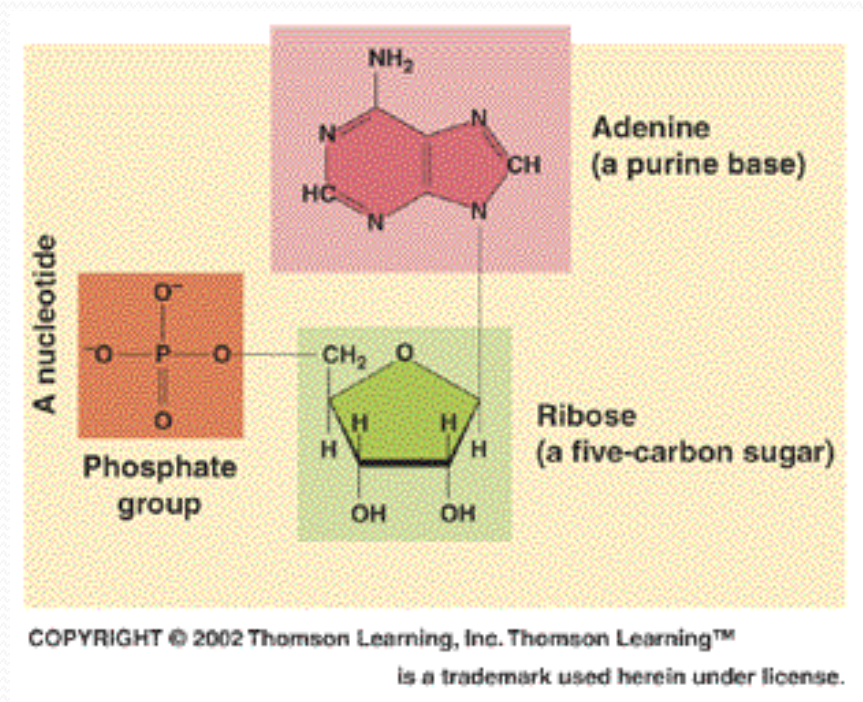 NH₂
N
N
CH
HC
N
N
Adenine
(a purine base)
A nucleotide
O⁻
⁻O
P
O
O
Phosphate
group
CH₂
O
H
H
H
H
OH
OH
Ribose
(a five-carbon sugar)
COPYRIGHT © 2002 Thomson Learning, Inc. Thomson Learning™
is a trademark used herein under license.